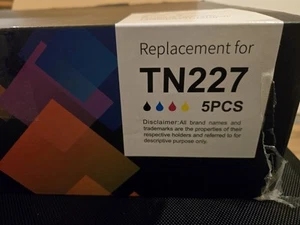 Replacement for
TN227
5PCS
Disclaimer:All brand names and
trademarks are the properties of their
respective holders and referred to for
descriptive purpose only.